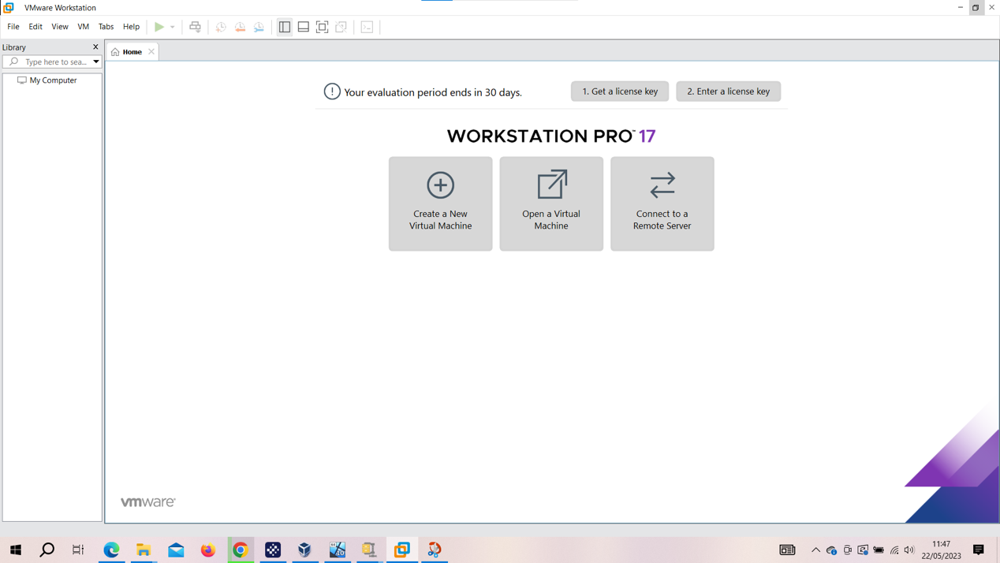 VMware Workstation
File Edit View VM Tabs Help
Library
Type here to sea...
My Computer
Home
Your evaluation period ends in 30 days.
1. Get a license key
2. Enter a license key
WORKSTATION PRO™ 17
Create a New
Virtual Machine
Open a Virtual
Machine
Connect to a
Remote Server
vmware®
11:47
22/05/2023